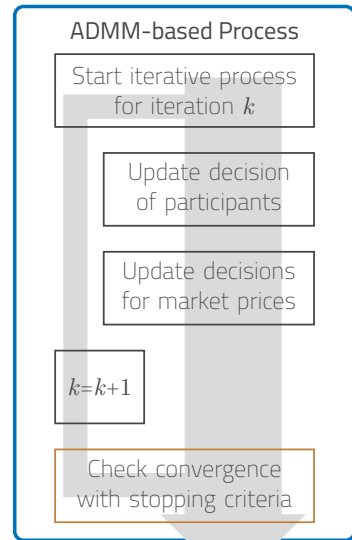 ADMM-based Process
Start iterative process
for iteration k
Update decision
of participants
Update decisions
for market prices
k=k+1
Check convergence
with stopping criteria